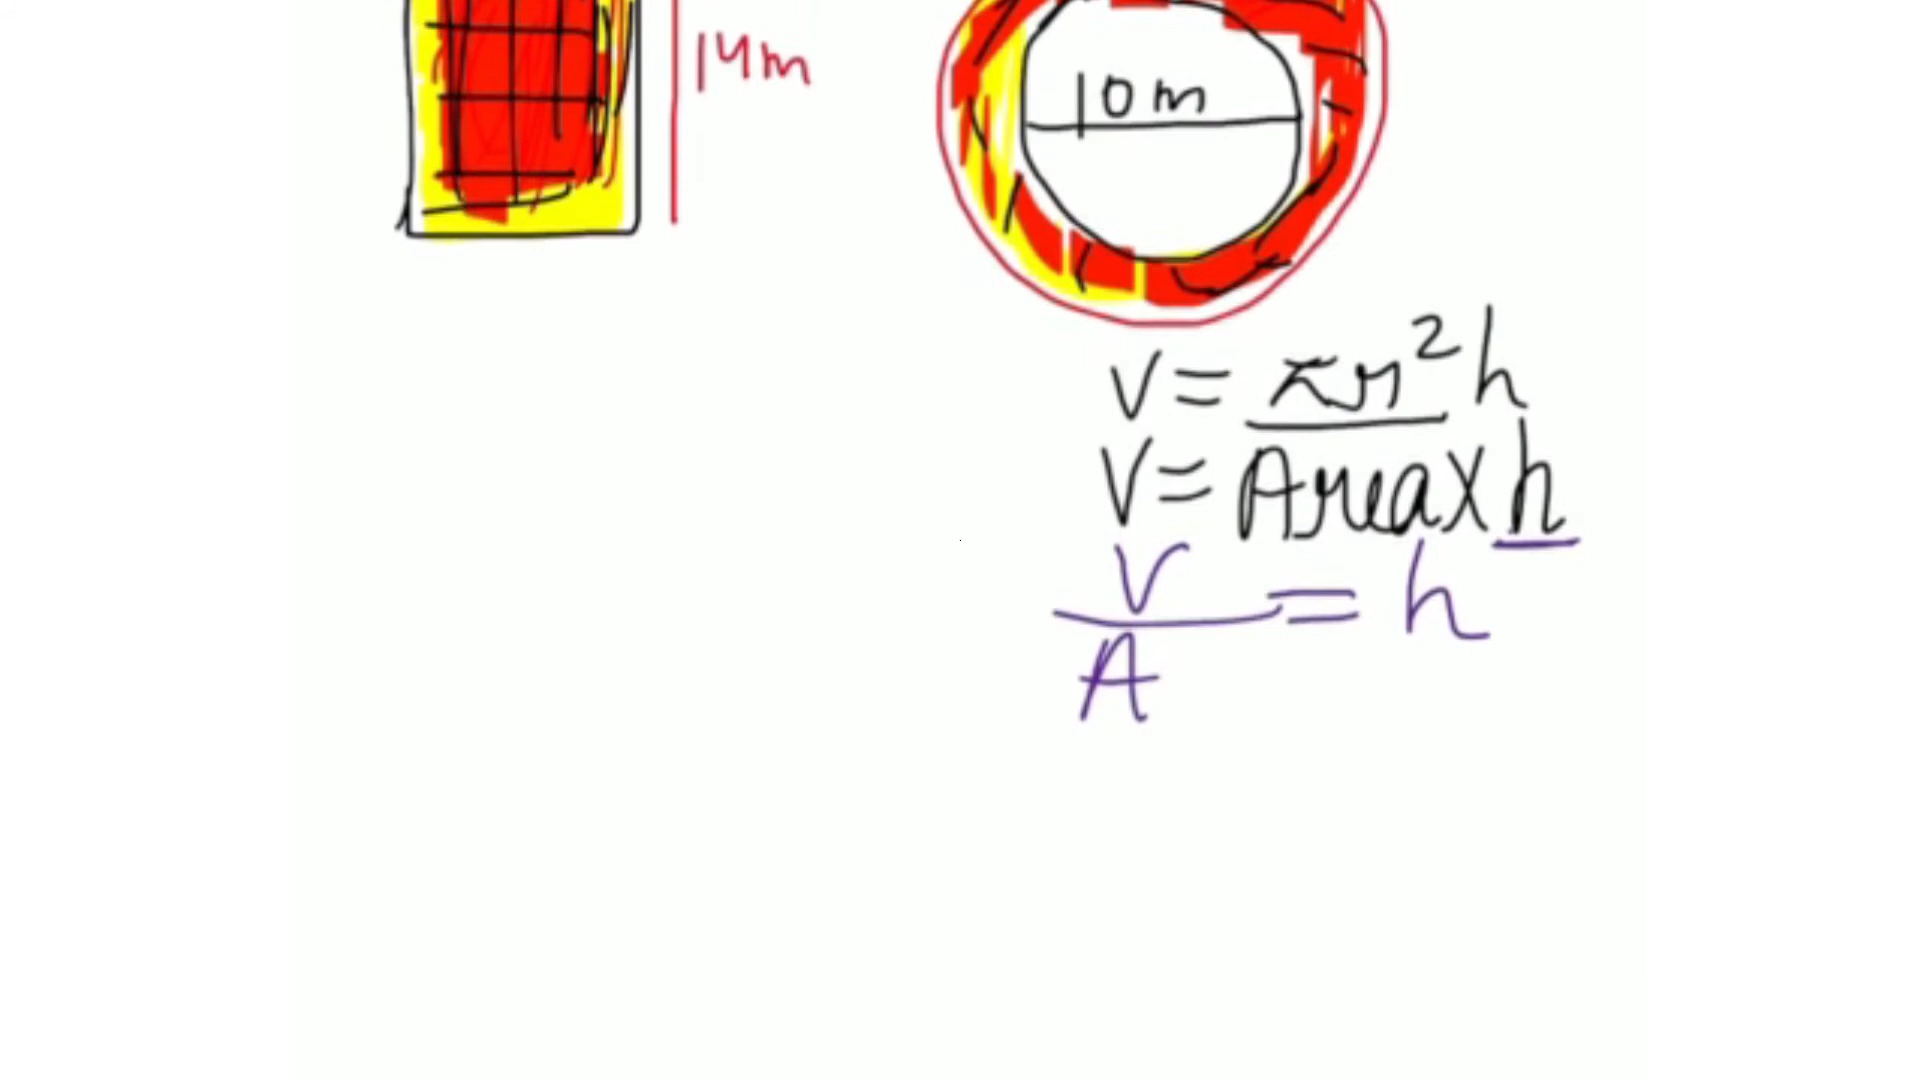 14m
10m
V = πr²h
V = Area X h
V/A = h